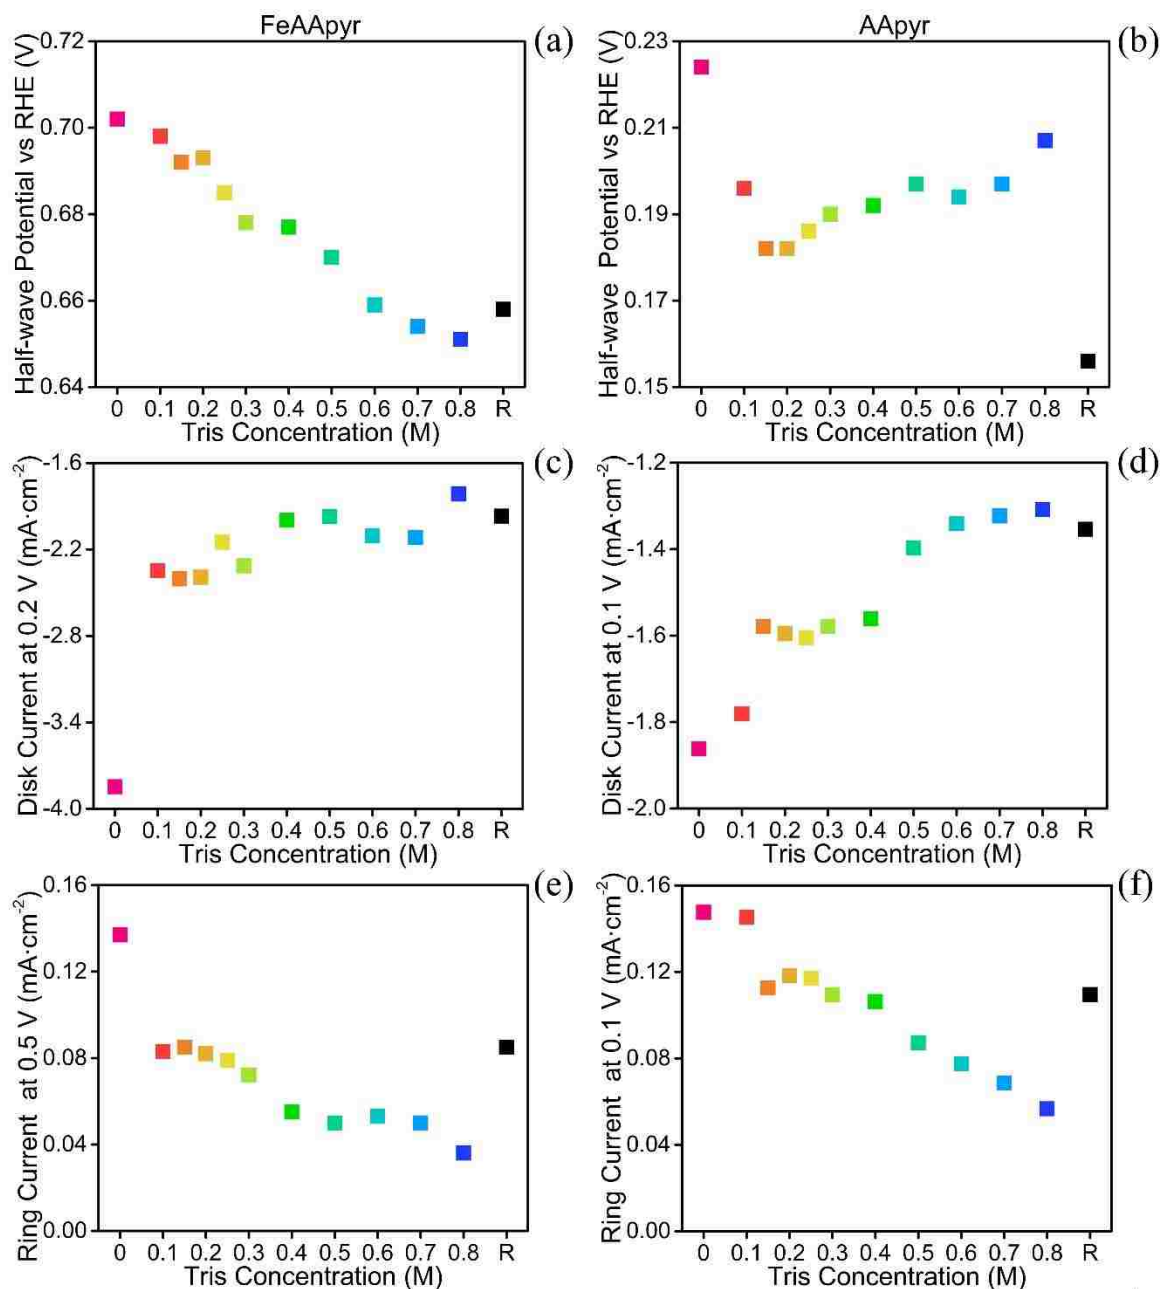 FeAApyr
(a)
Half-wave Potential vs RHE (V)
0.72
0.70
0.68
0.66
0.64
0 0.1 0.2 0.3 0.4 0.5 0.6 0.7 0.8 R
Tris Concentration (M)
AApyr
(b)
Half-wave Potential vs RHE (V)
0.23
0.21
0.19
0.17
0.15
0 0.1 0.2 0.3 0.4 0.5 0.6 0.7 0.8 R
Tris Concentration (M)
(c)
Disk Current at 0.2 V (mA·cm⁻²)
-1.6
-2.2
-2.8
-3.4
-4.0
0 0.1 0.2 0.3 0.4 0.5 0.6 0.7 0.8 R
Tris Concentration (M)
(d)
Disk Current at 0.1 V (mA·cm⁻²)
-1.2
-1.4
-1.6
-1.8
-2.0
0 0.1 0.2 0.3 0.4 0.5 0.6 0.7 0.8 R
Tris Concentration (M)
(e)
Ring Current at 0.5 V (mA·cm⁻²)
0.16
0.12
0.08
0.04
0.00
0 0.1 0.2 0.3 0.4 0.5 0.6 0.7 0.8 R
Tris Concentration (M)
(f)
Ring Current at 0.1 V (mA·cm⁻²)
0.16
0.12
0.08
0.04
0.00
0 0.1 0.2 0.3 0.4 0.5 0.6 0.7 0.8 R
Tris Concentration (M)